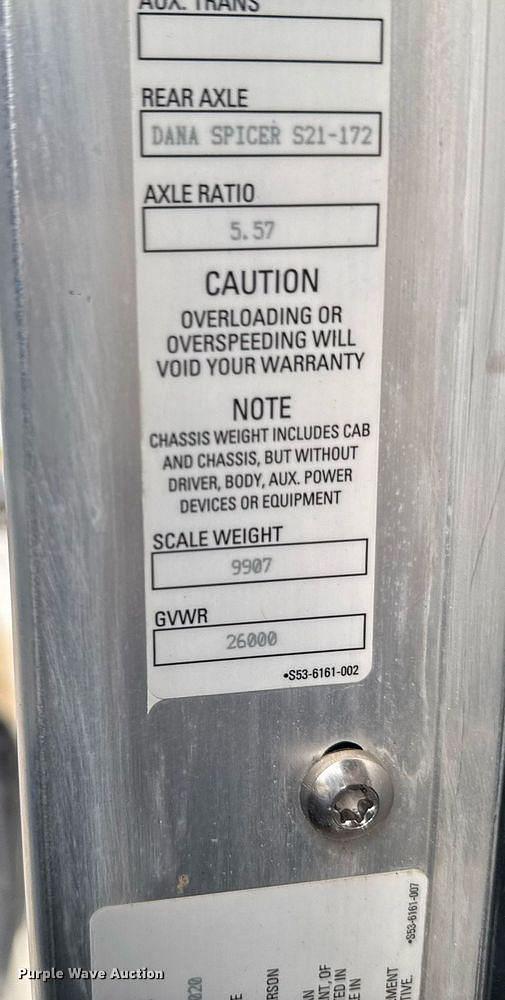 AUX. TRANS
REAR AXLE
DANA SPICER S21-172
AXLE RATIO
5.57
CAUTION
OVERLOADING OR
OVERSPEEDING WILL
VOID YOUR WARRANTY
NOTE
CHASSIS WEIGHT INCLUDES CAB
AND CHASSIS, BUT WITHOUT
DRIVER, BODY, AUX. POWER
DEVICES OR EQUIPMENT
SCALE WEIGHT
9907
GVWR
26000
•S53-6161-002
•S53-6161-007
Purple Wave Auction